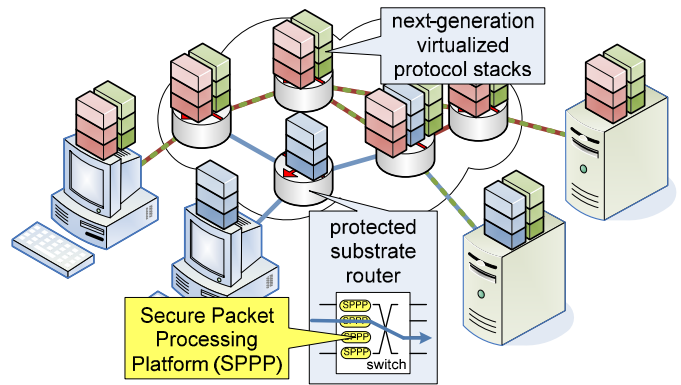 next-generation
virtualized
protocol stacks
protected
substrate
router
Secure Packet
Processing
Platform (SPPP)
SPPP
SPPP
SPPP
SPPP
switch